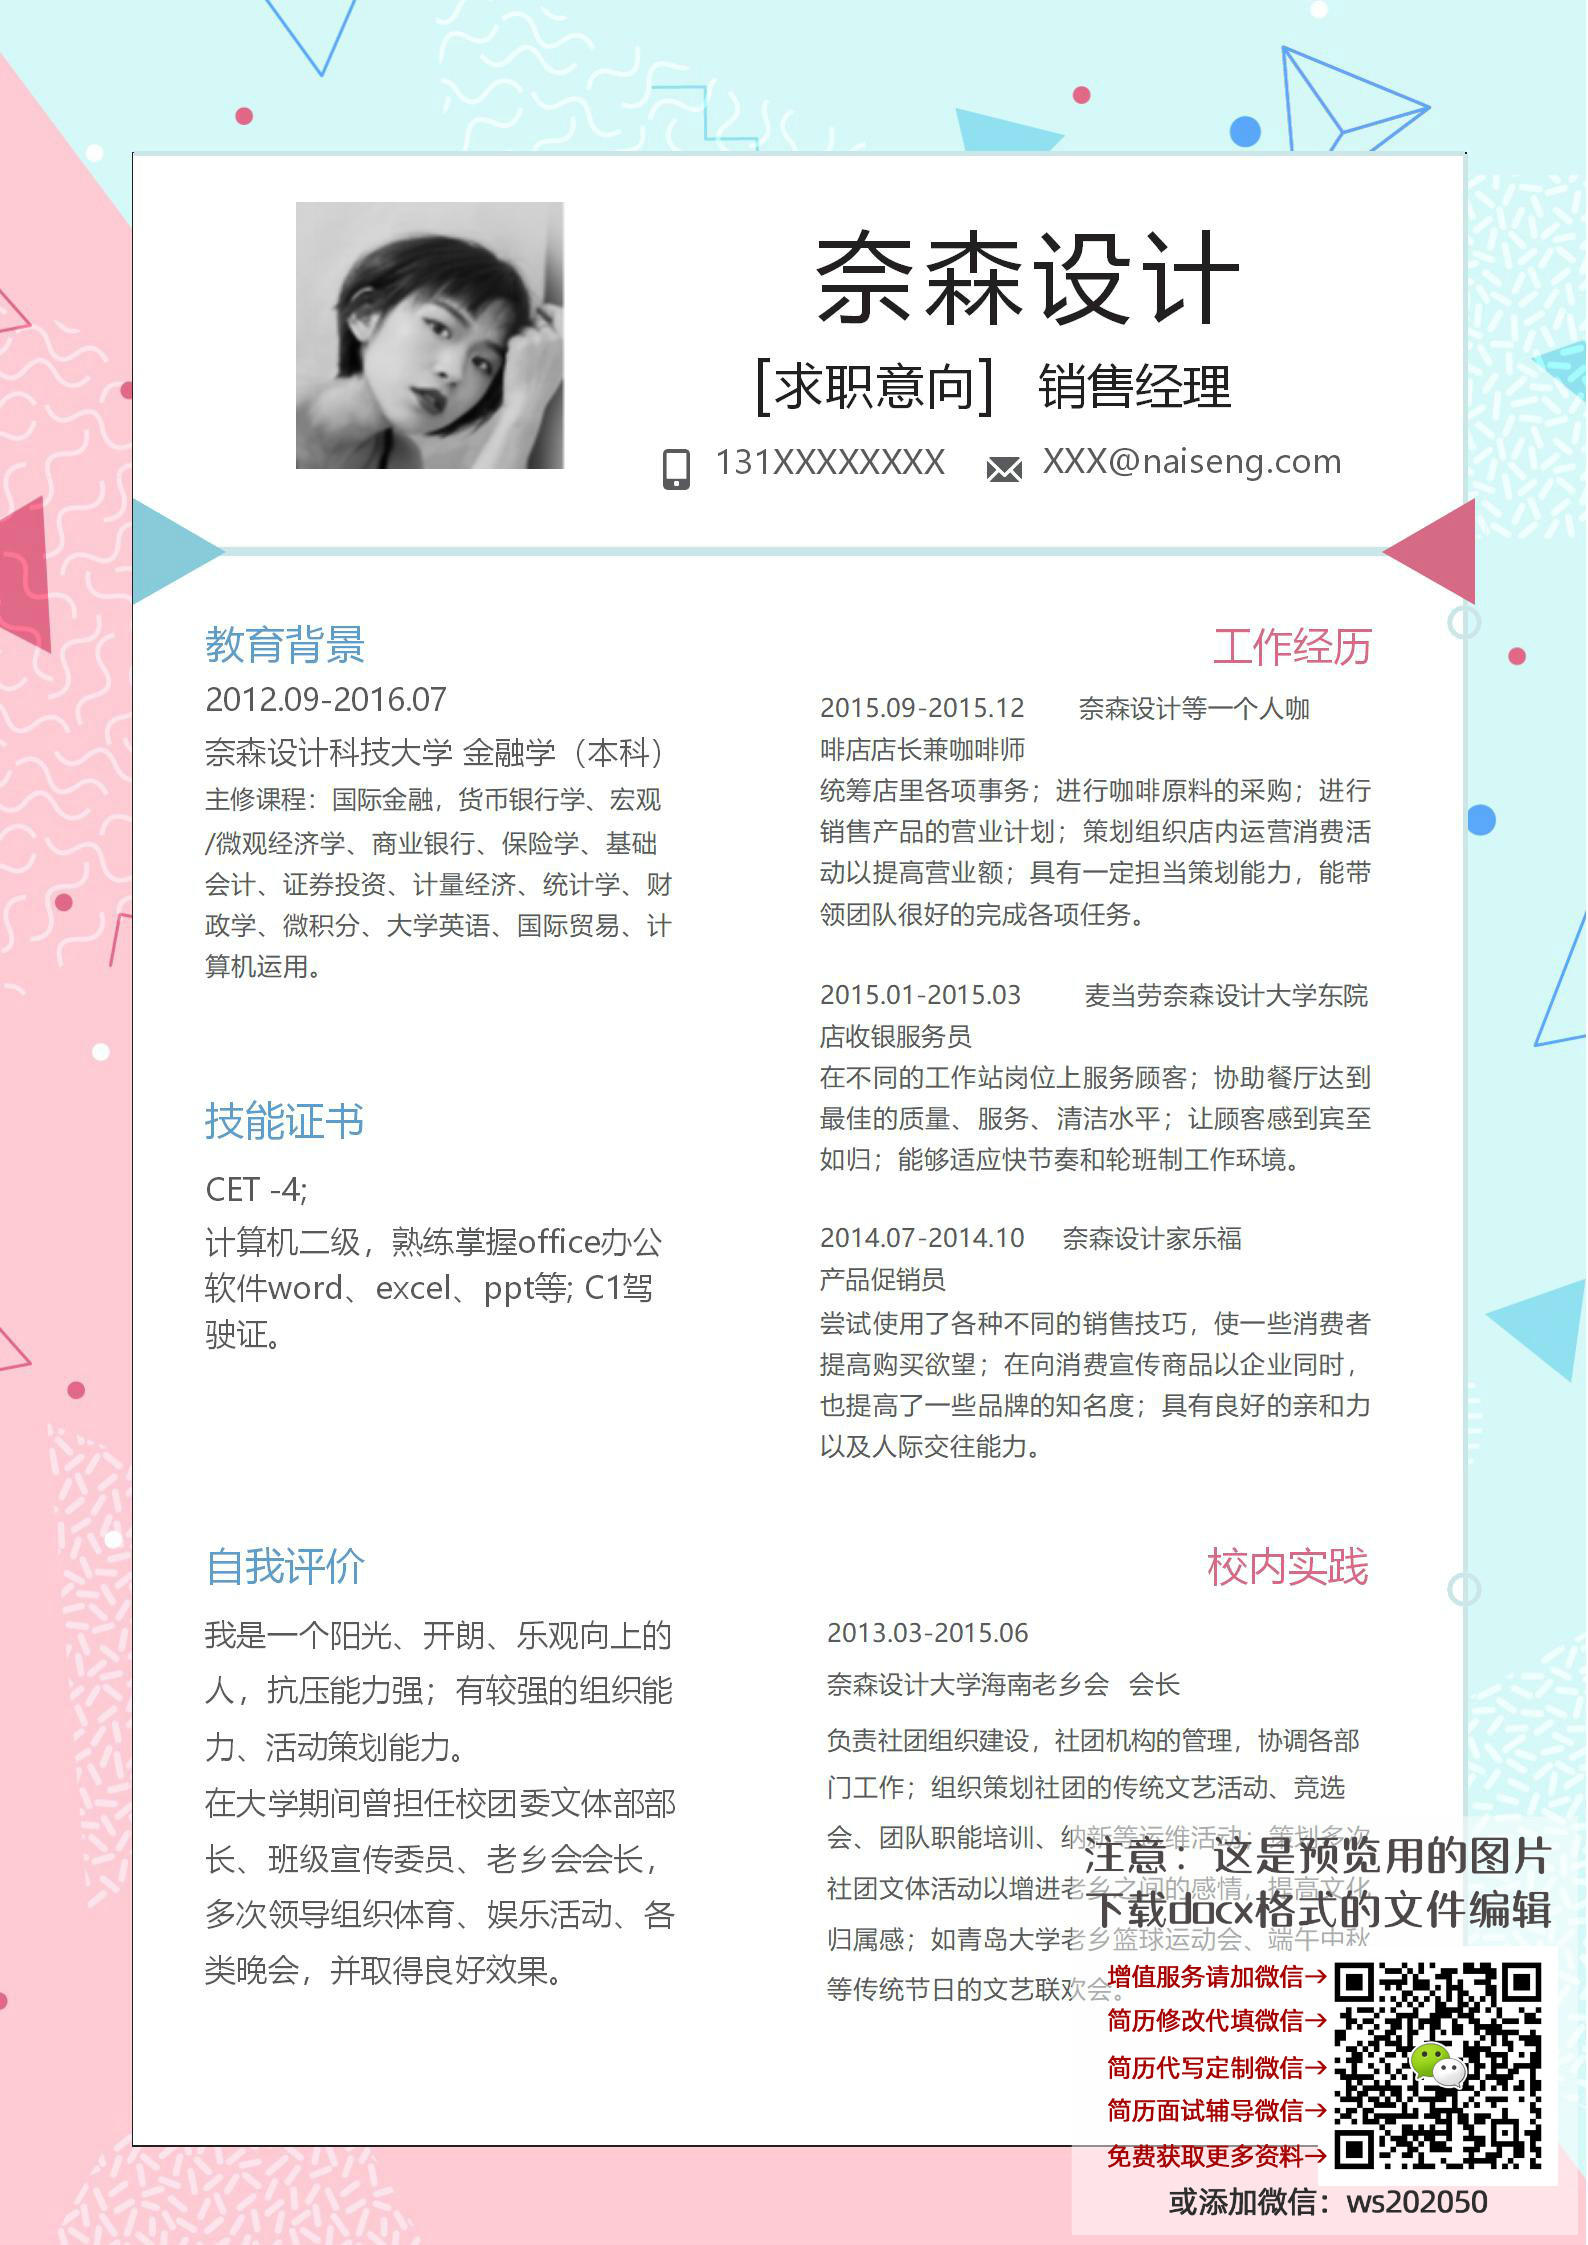 奈森设计
[求职意向] 销售经理
131XXXXXXXX XXX@naiseng.com
教育背景
2012.09-2016.07
奈森设计科技大学 金融学（本科）
主修课程：国际金融，货币银行学、宏观
/微观经济学、商业银行、保险学、基础
会计、证券投资、计量经济、统计学、财
政学、微积分、大学英语、国际贸易、计
算机运用。
技能证书
CET -4;
计算机二级，熟练掌握office办公
软件word、excel、ppt等; C1驾
驶证。
自我评价
我是一个阳光、开朗、乐观向上的
人，抗压能力强；有较强的组织能
力、活动策划能力。
在大学期间曾担任校团委文体部部
长、班级宣传委员、老乡会会长，
多次领导组织体育、娱乐活动、各
类晚会，并取得良好效果。
工作经历
2015.09-2015.12 奈森设计等一个人咖
啡店店长兼咖啡师
统筹店里各项事务；进行咖啡原料的采购；进行
销售产品的营业计划；策划组织店内运营消费活
动以提高营业额；具有一定担当策划能力，能带
领团队很好的完成各项任务。
2015.01-2015.03 麦当劳奈森设计大学东院
店收银服务员
在不同的工作站岗位上服务顾客；协助餐厅达到
最佳的质量、服务、清洁水平；让顾客感到宾至
如归；能够适应快节奏和轮班制工作环境。
2014.07-2014.10 奈森设计家乐福
产品促销员
尝试使用了各种不同的销售技巧，使一些消费者
提高购买欲望；在向消费宣传商品以企业同时，
也提高了一些品牌的知名度；具有良好的亲和力
以及人际交往能力。
校内实践
2013.03-2015.06
奈森设计大学海南老乡会 会长
负责社团组织建设，社团机构的管理，协调各部
门工作；组织策划社团的传统文艺活动、竞选
会、团队职能培训、纳新等运维活动；策划多次
社团文体活动以增进老乡之间的感情，提高文化
归属感；如青岛大学老乡篮球运动会、端午中秋
等传统节日的文艺联欢会。
注意：这是预览用的图片
下载docx格式的文件编辑
增值服务请加微信→
简历修改代填微信→
简历代写定制微信→
简历面试辅导微信→
免费获取更多资料→
或添加微信：ws202050